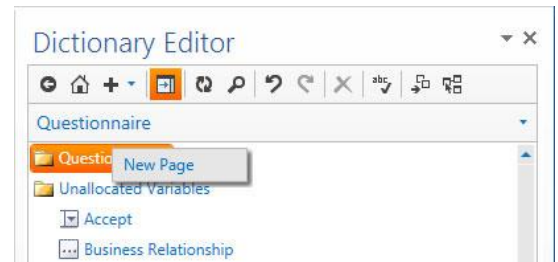 Dictionary Editor
Questionnaire
New Page
Unallocated Variables
Accept
Business Relationship